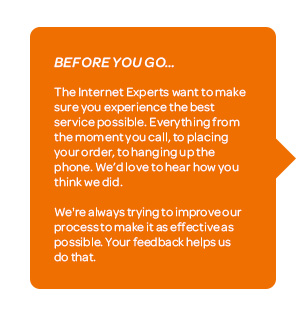 BEFORE YOU GO...
The Internet Experts want to make
sure you experience the best
service possible. Everything from
the moment you call, to placing
your order, to hanging up the
phone. We'd love to hear how you
think we did.
We're always trying to improve our
process to make it as effective as
possible. Your feedback helps us
do that.